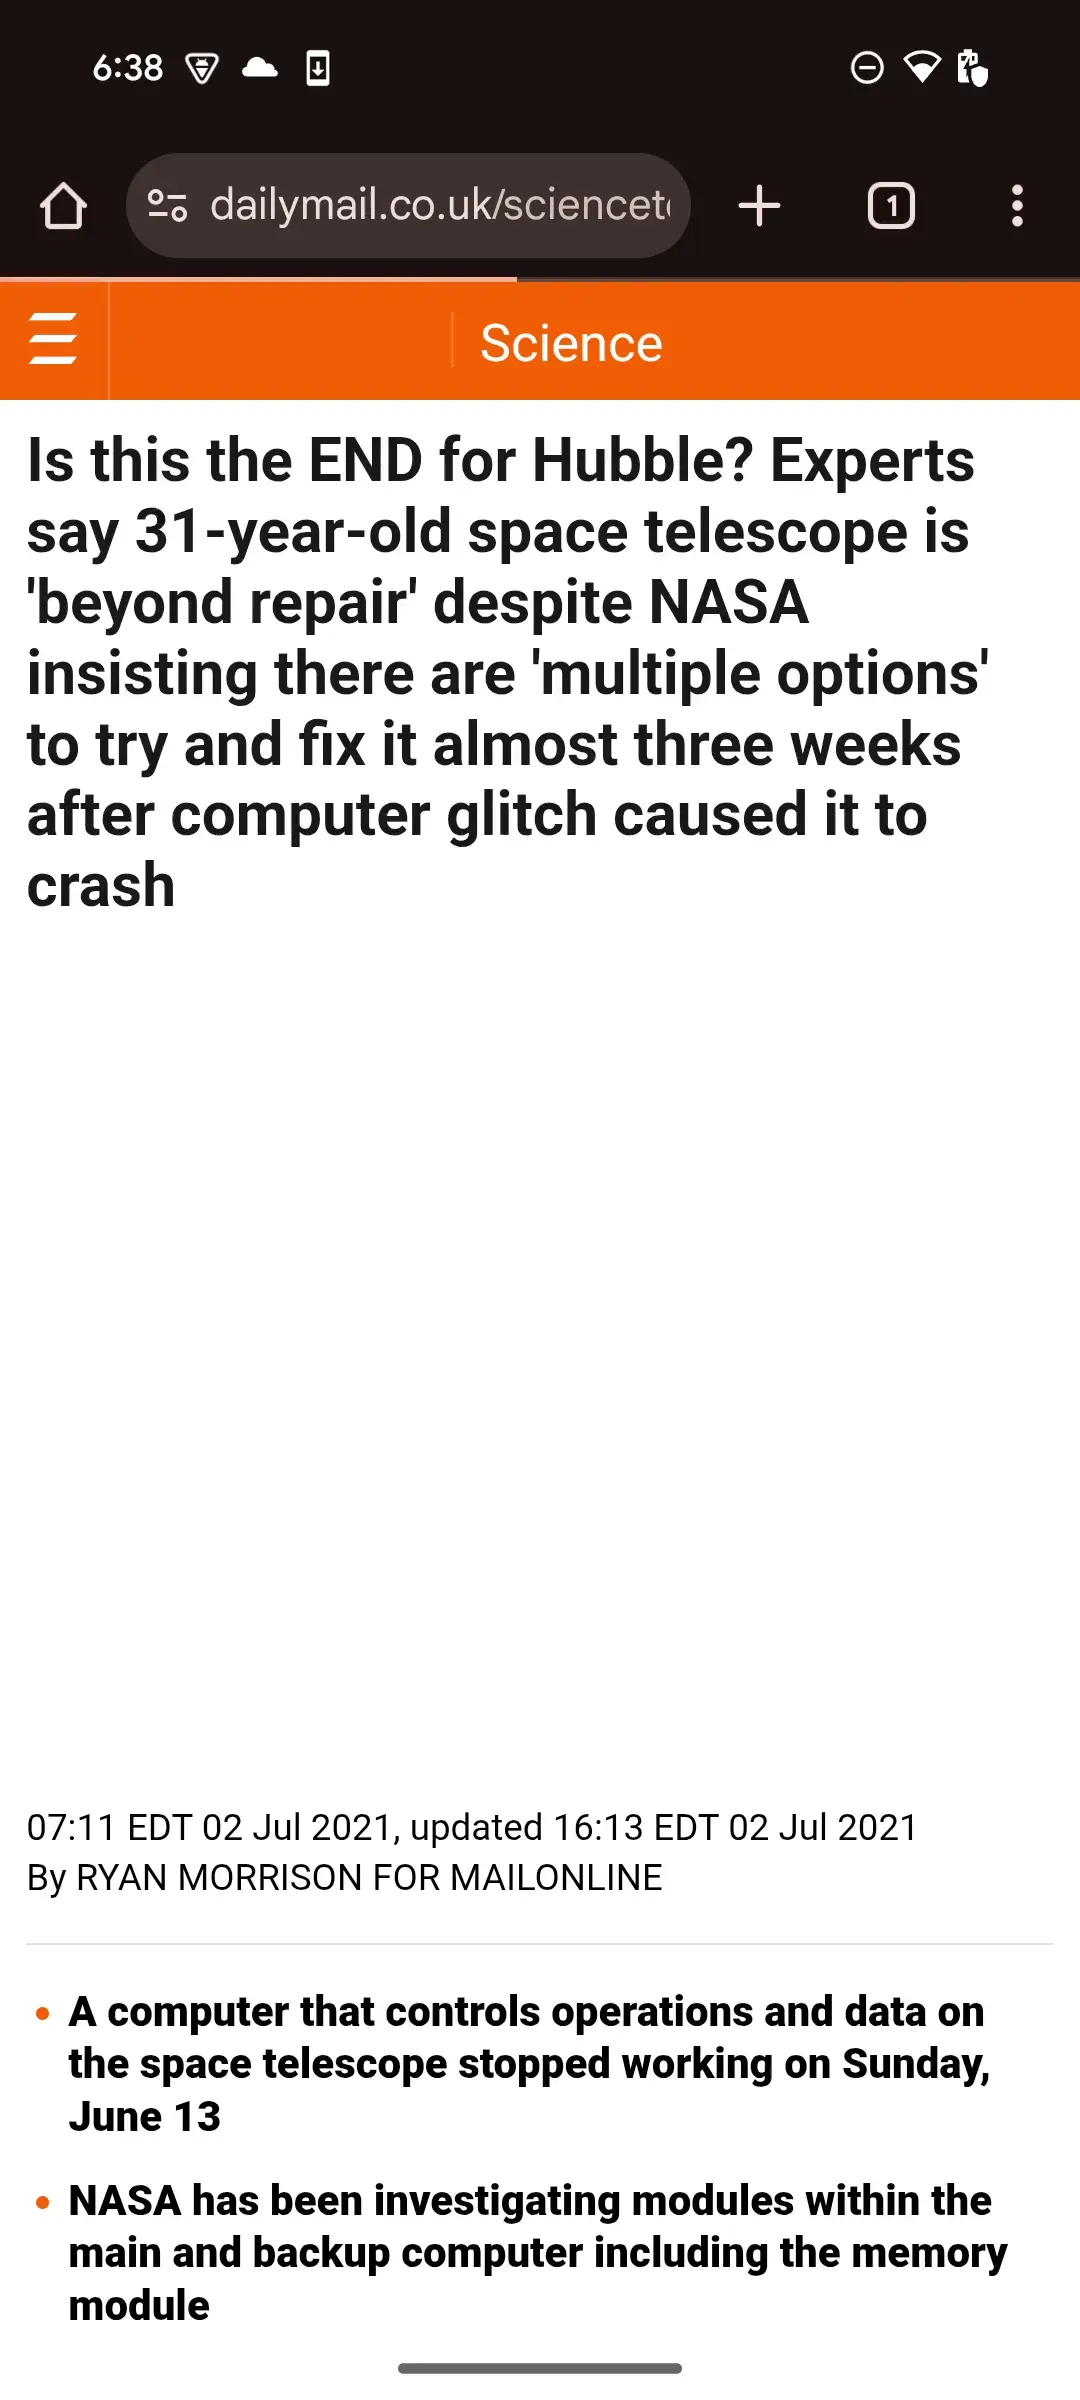 6:38
dailymail.co.uk/sciencet
1
Science
Is this the END for Hubble? Experts
say 31-year-old space telescope is
'beyond repair' despite NASA
insisting there are 'multiple options'
to try and fix it almost three weeks
after computer glitch caused it to
crash
07:11 EDT 02 Jul 2021, updated 16:13 EDT 02 Jul 2021
By RYAN MORRISON FOR MAILONLINE
• A computer that controls operations and data on
the space telescope stopped working on Sunday,
June 13
• NASA has been investigating modules within the
main and backup computer including the memory
module